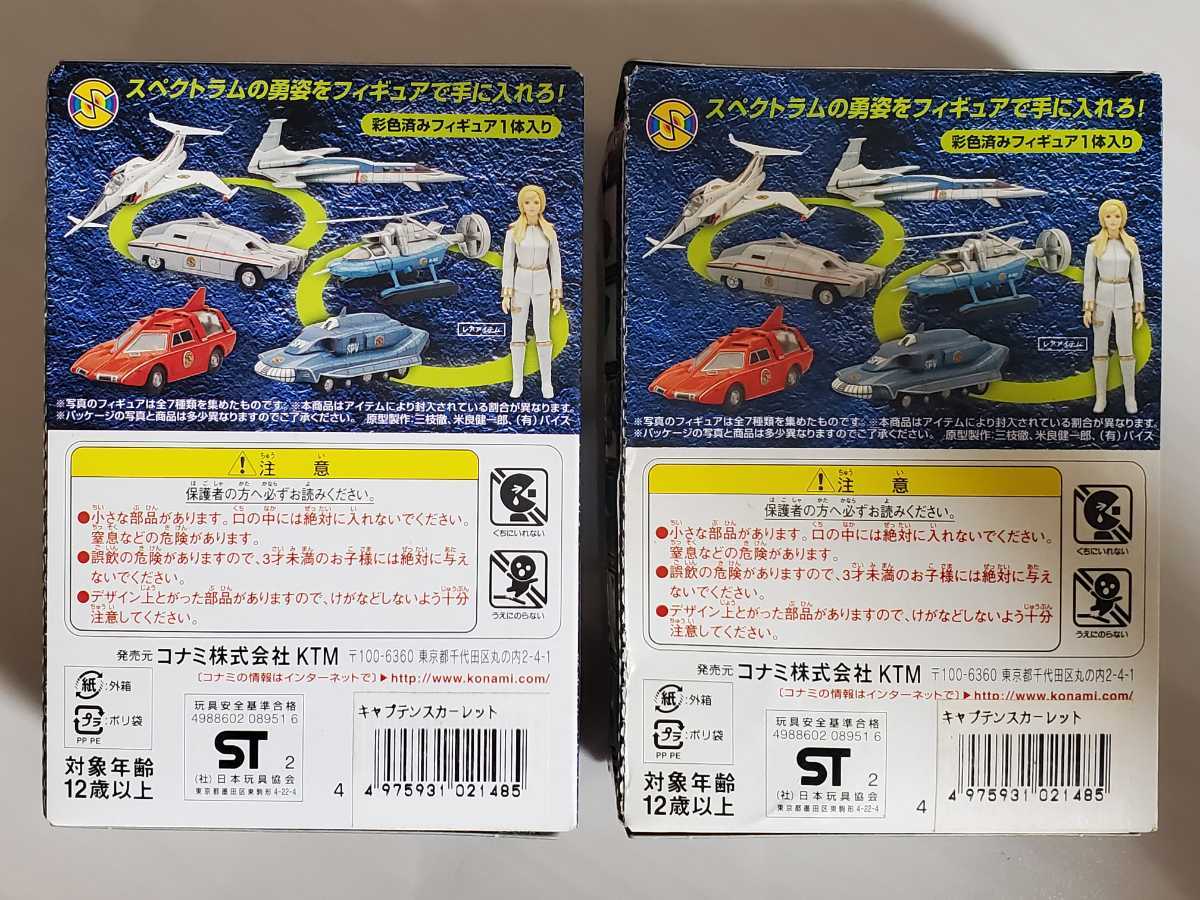 スペクトラムの勇姿をフィギュアで手に入れろ!
彩色済みフィギュア1体入り
レアアイテム
SPV
※写真のフィギュアは全7種類を集めたものです。※本商品はアイテムにより封入されている割合が異なります。
※パッケージの写真と商品は多少異なりますのでご了承ください。 原型製作:三枝徹、米良健一郎、(有)バイス
⚠注意
保護者の方へ必ずお読みください。
●小さな部品があります。口の中には絶対に入れないでください。
窒息などの危険があります。
●誤飲の危険がありますので、3才未満のお子様には絶対に与え
ないでください。
●デザイン上とがった部品がありますので、けがなどしないよう十分
注意してください。
くちにいれない
うえにのらない
発売元 コナミ株式会社 KTM 〒100-6360 東京都千代田区丸の内2-4-1
〔コナミの情報はインターネットで〕▶http://www.konami.com/
紙:外箱
プラ:ポリ袋
PP PE
対象年齢
12歳以上
玩具安全基準合格
4988602 08951 6
ST 2
(社)日本玩具協会
東京都墨田区東駒形4-22-4
4
キャプテンスカーレット
4 975931 021485
スペクトラムの勇姿をフィギュアで手に入れろ!
彩色済みフィギュア1体入り
レアアイテム
SPV
※写真のフィギュアは全7種類を集めたものです。※本商品はアイテムにより封入されている割合が異なります。
※パッケージの写真と商品は多少異なりますのでご了承ください。 原型製作:三枝徹、米良健一郎、(有)バイス
⚠注意
保護者の方へ必ずお読みください。
●小さな部品があります。口の中には絶対に入れないでください。
窒息などの危険があります。
●誤飲の危険がありますので、3才未満のお子様には絶対に与え
ないでください。
●デザイン上とがった部品がありますので、けがなどしないよう十分
注意してください。
くちにいれない
うえにのらない
発売元 コナミ株式会社 KTM 〒100-6360 東京都千代田区丸の内2-4-1
〔コナミの情報はインターネットで〕▶http://www.konami.com/
紙:外箱
プラ:ポリ袋
PP PE
対象年齢
12歳以上
玩具安全基準合格
4988602 08951 6
ST 2
(社)日本玩具協会
東京都墨田区東駒形4-22-4
4
キャプテンスカーレット
4 975931 021485